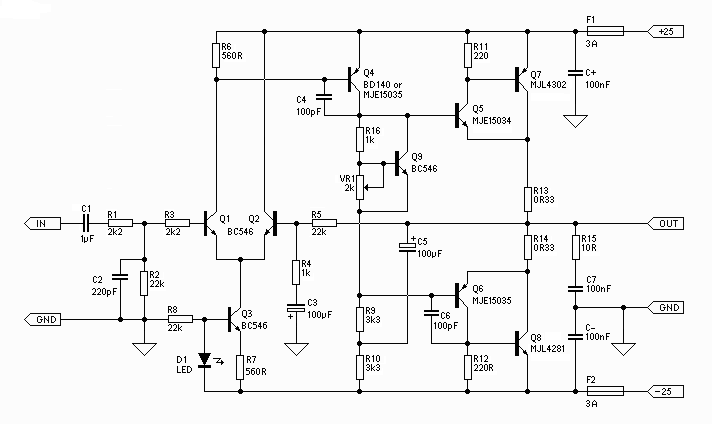 F1
3A
+25
R6
560R
R11
220
Q4
BD140 or
MJE15035
Q7
MJL4302
C+
100nF
C4
100pF
Q5
MJE15034
R16
1k
Q9
BC546
VR1
2k
R13
0R33
IN
C1
1µF
R1
2k2
R3
2k2
Q1
Q2
BC546
R5
22k
OUT
R4
1k
C5
100µF
R14
0R33
R15
10R
C2
220pF
R2
22k
C3
100µF
Q6
MJE15035
C7
100nF
GND
R8
22k
Q3
BC546
R9
3k3
C6
100pF
GND
Q8
MJL4281
C-
100nF
D1
LED
R7
560R
R10
3k3
R12
220R
F2
3A
-25